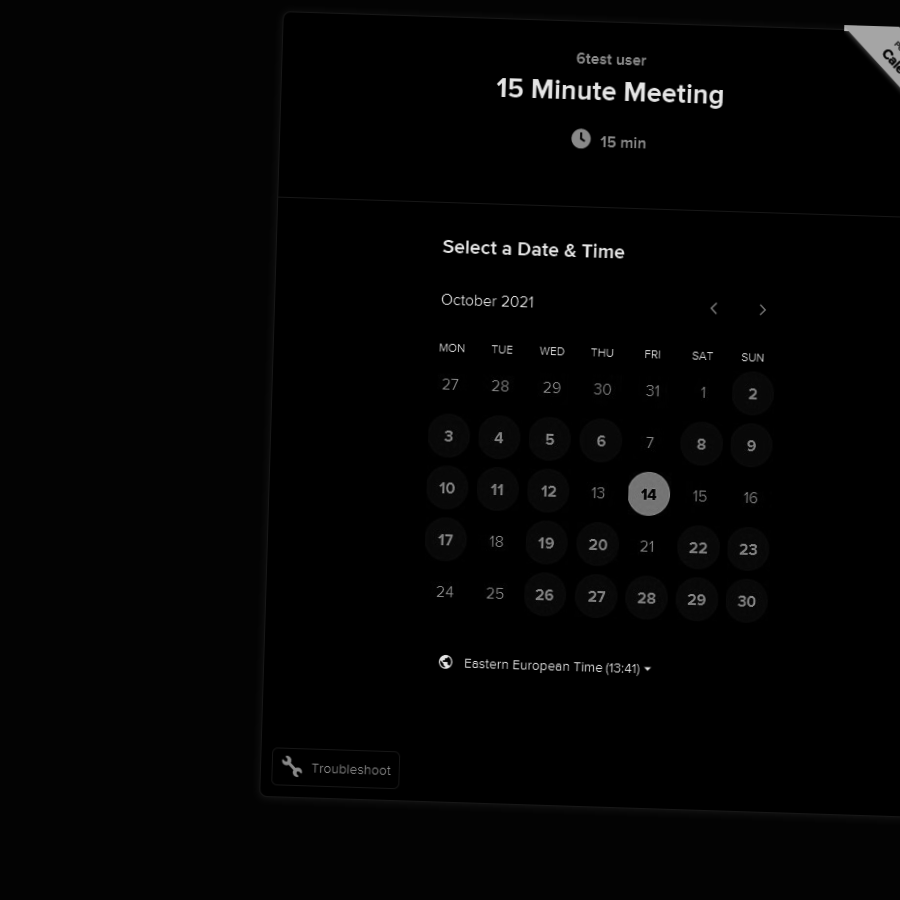 6test user
15 Minute Meeting
15 min
Select a Date & Time
October 2021
MON TUE WED THU FRI SAT SUN
27 28 29 30 31 1 2
3 4 5 6 7 8 9
10 11 12 13 14 15 16
17 18 19 20 21 22 23
24 25 26 27 28 29 30
Eastern European Time (13:41)
Troubleshoot